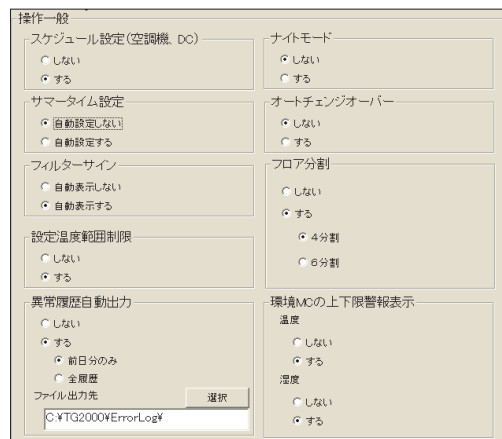 操作一般
スケジュール設定(空調機、DC)
しない
する
サマータイム設定
自動設定しない
自動設定する
フィルターサイン
自動表示しない
自動表示する
設定温度範囲制限
しない
する
異常履歴自動出力
しない
する
前日分のみ
全履歴
ファイル出力先
選択
C:¥TG2000¥ErrorLog¥
ナイトモード
しない
する
オートチェンジオーバー
しない
する
フロア分割
しない
する
4分割
6分割
環境MCの上下限警報表示
温度
しない
する
湿度
しない
する